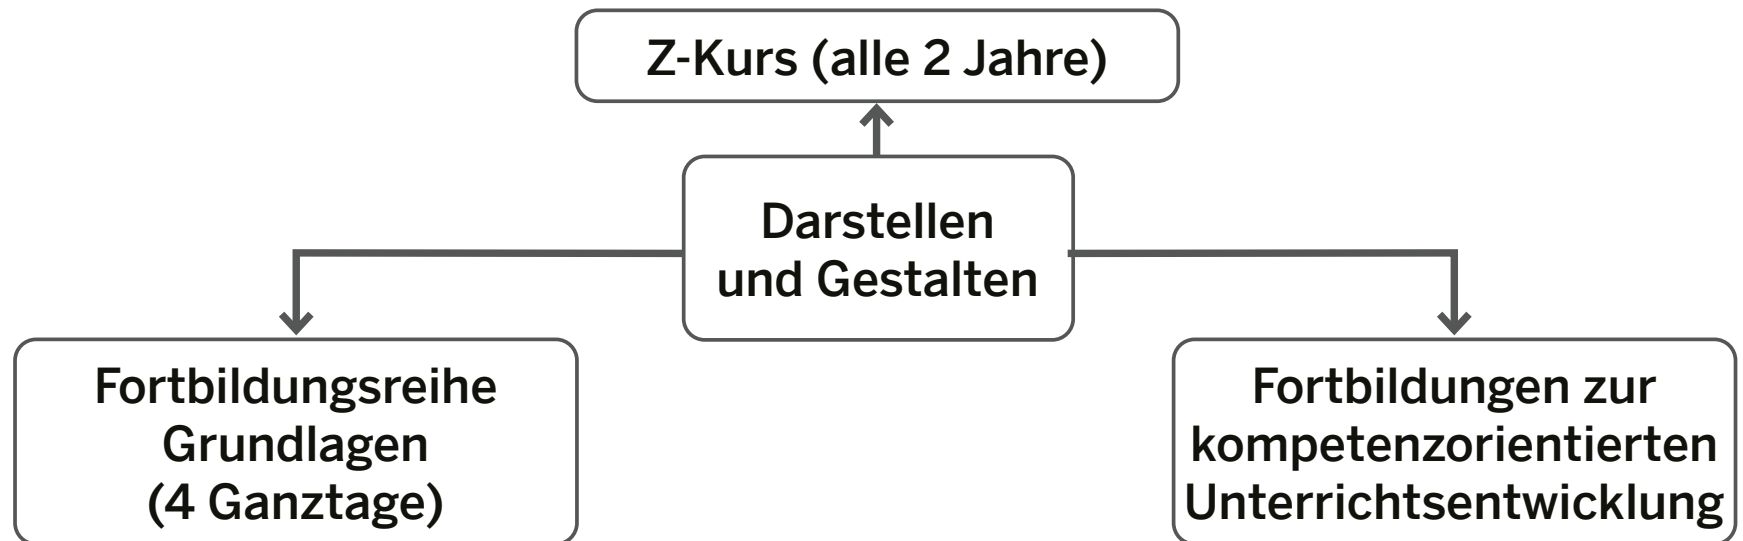 Z-Kurs (alle 2 Jahre)
Darstellen
und Gestalten
Fortbildungsreihe
Grundlagen
(4 Ganztage)
Fortbildungen zur
kompetenzorientierten
Unterrichtsentwicklung